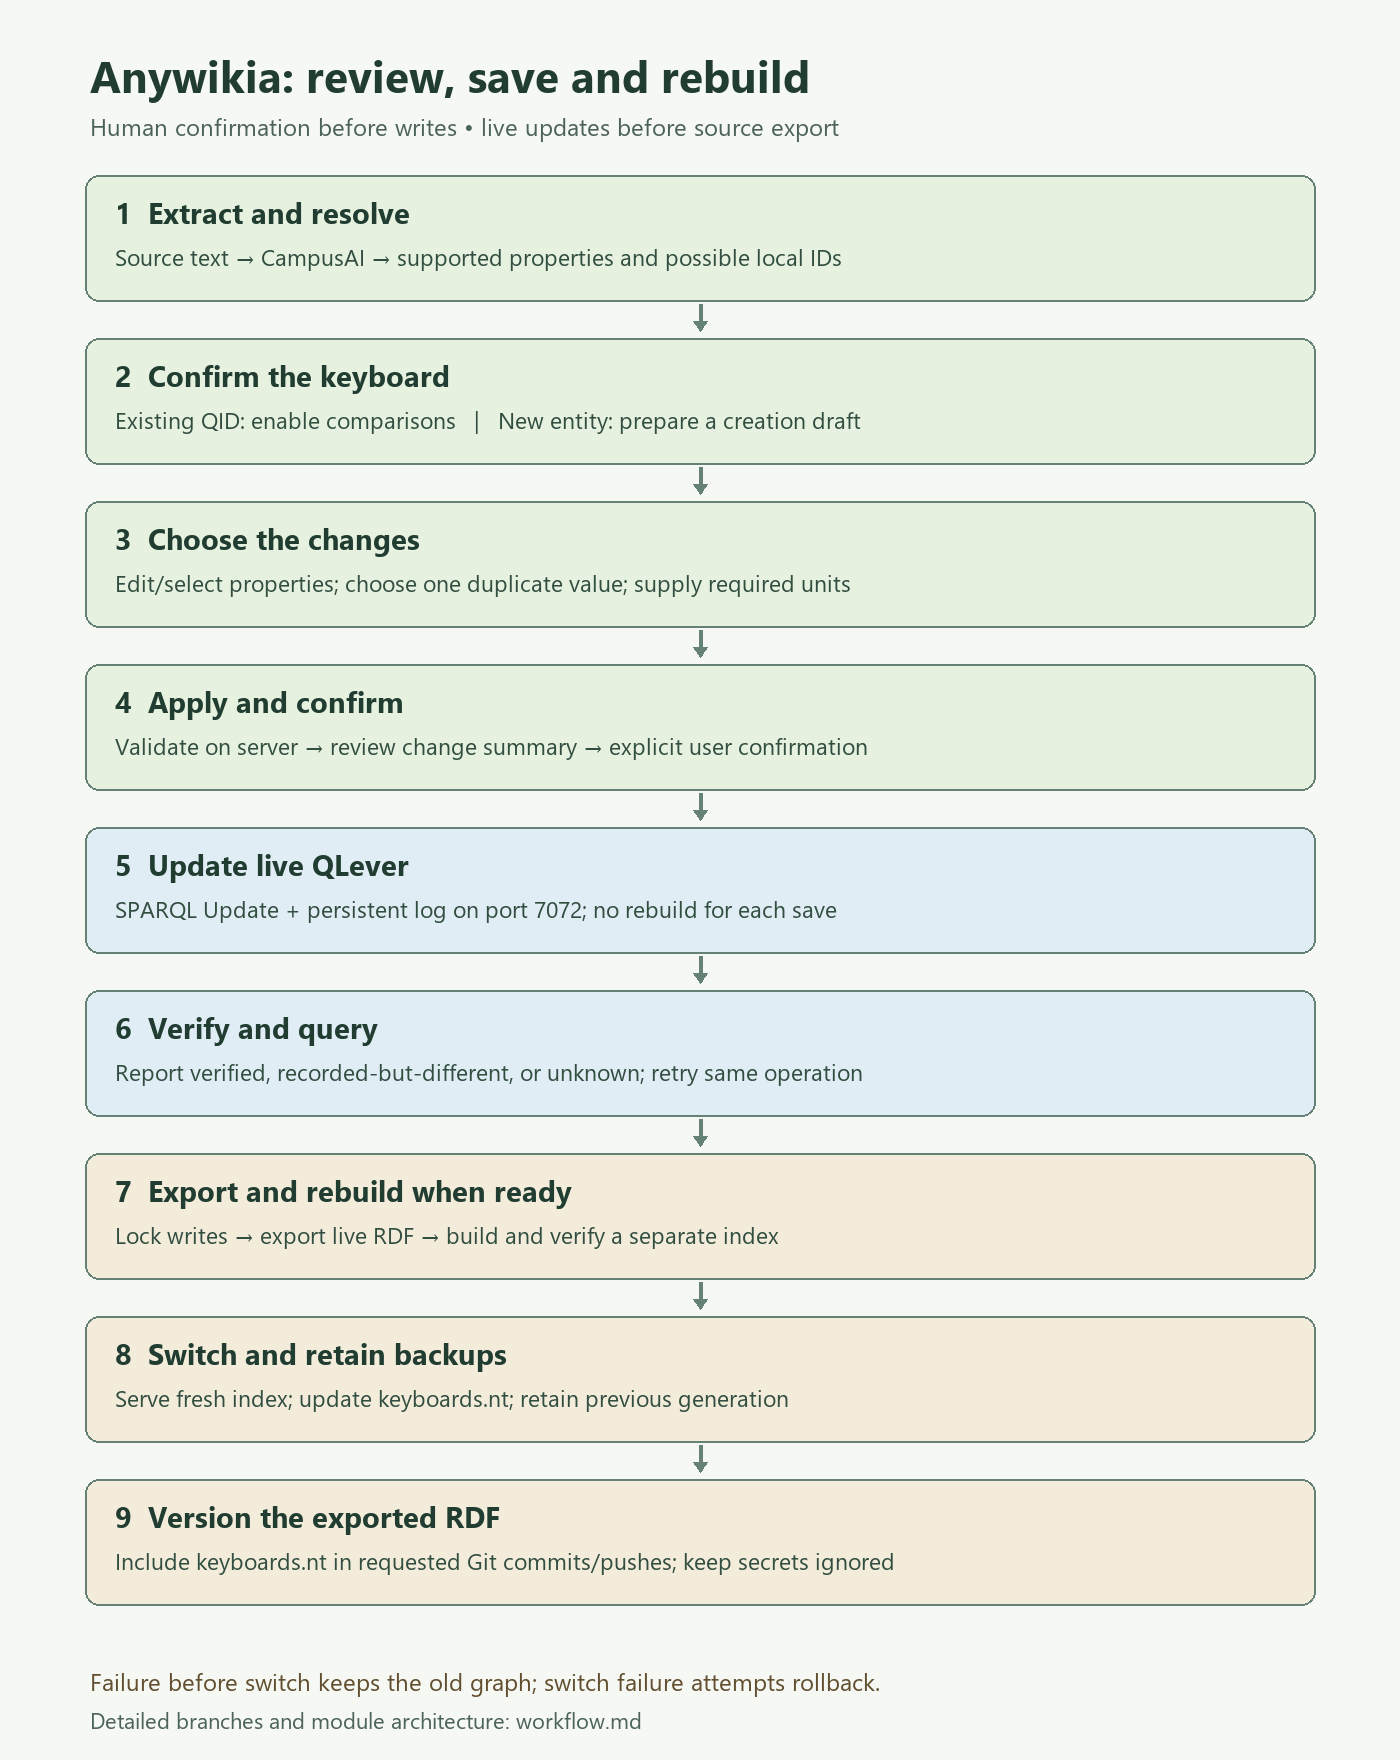 Anywikia: review, save and rebuild
Human confirmation before writes • live updates before source export
1 Extract and resolve
Source text → CampusAI → supported properties and possible local IDs
2 Confirm the keyboard
Existing QID: enable comparisons | New entity: prepare a creation draft
3 Choose the changes
Edit/select properties; choose one duplicate value; supply required units
4 Apply and confirm
Validate on server → review change summary → explicit user confirmation
5 Update live QLever
SPARQL Update + persistent log on port 7072; no rebuild for each save
6 Verify and query
Report verified, recorded-but-different, or unknown; retry same operation
7 Export and rebuild when ready
Lock writes → export live RDF → build and verify a separate index
8 Switch and retain backups
Serve fresh index; update keyboards.nt; retain previous generation
9 Version the exported RDF
Include keyboards.nt in requested Git commits/pushes; keep secrets ignored
Failure before switch keeps the old graph; switch failure attempts rollback.
Detailed branches and module architecture: workflow.md